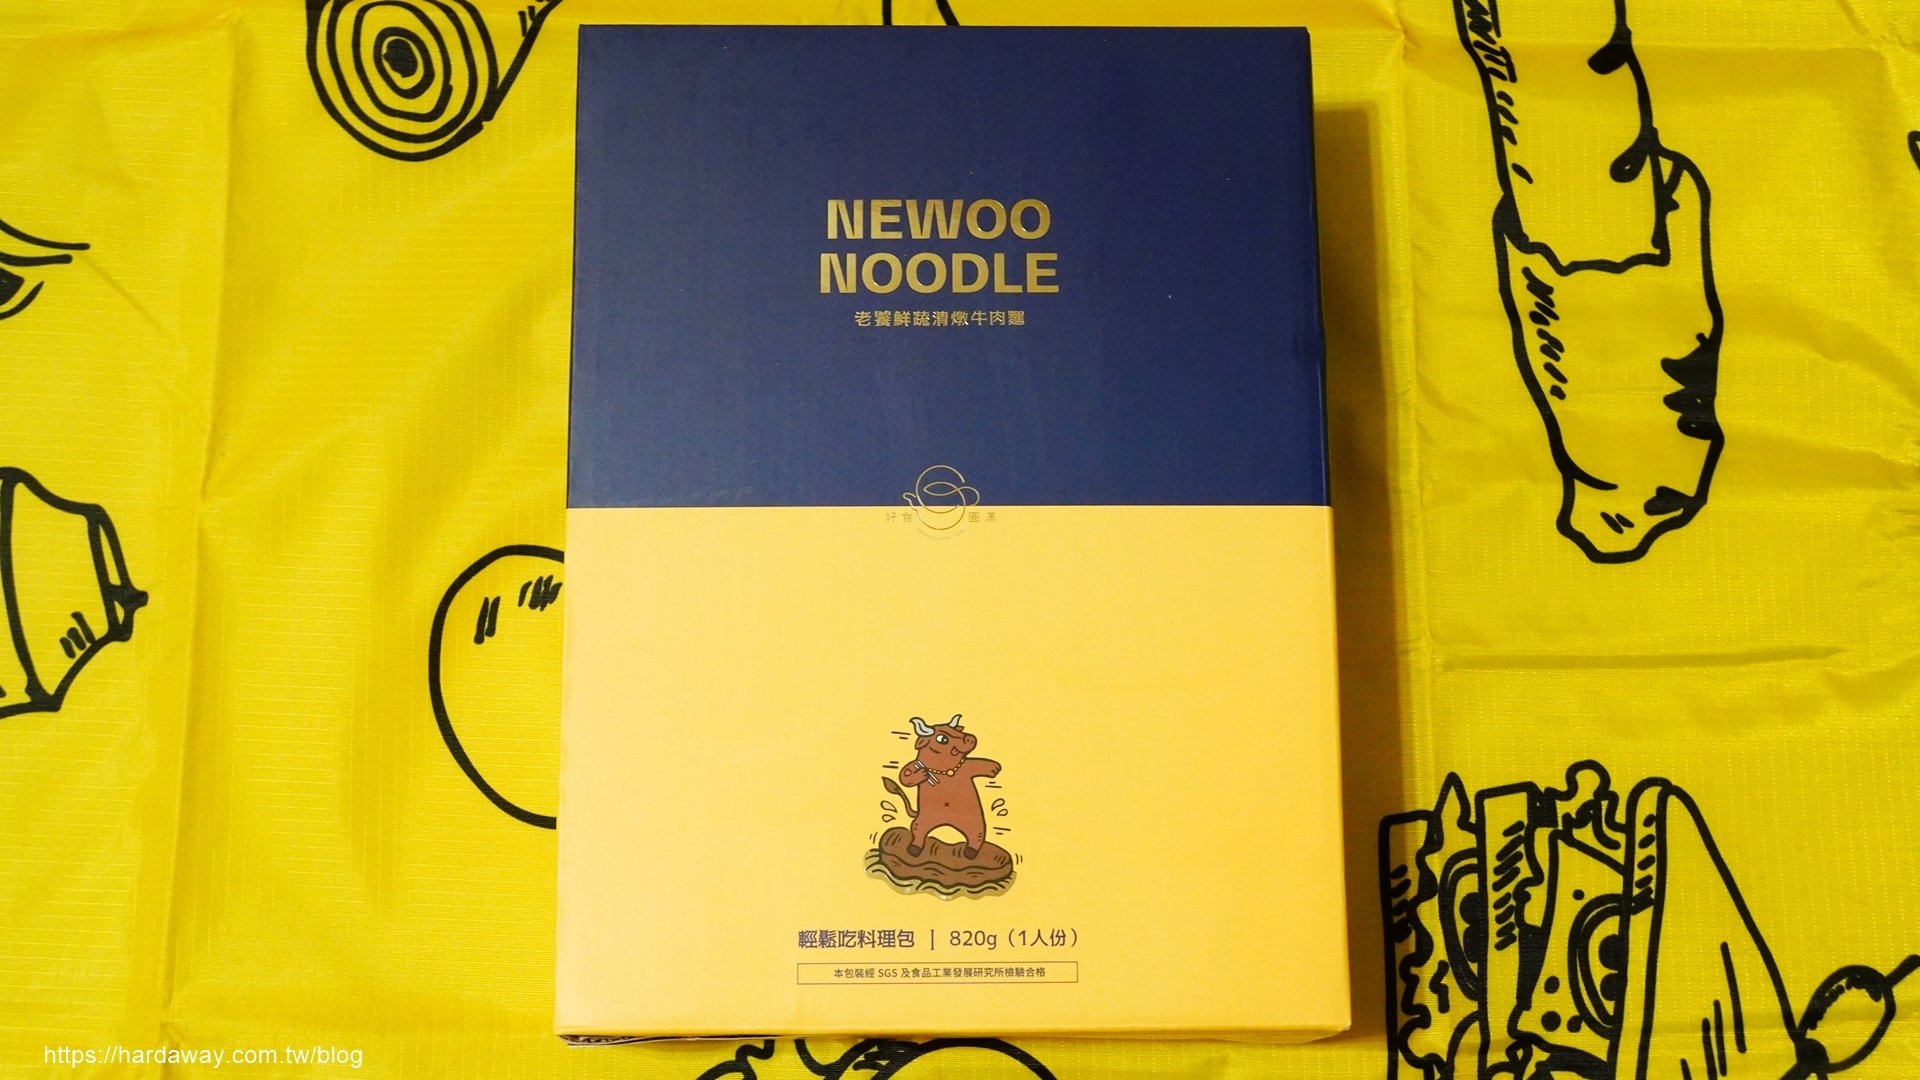 NEWOO
NOODLE
老饕鮮蔬清燉牛肉麵
好食 圓滿
輕鬆吃料理包 | 820g（1人份）
本包裝經 SGS 及食品工業發展研究所檢驗合格
https://hardaway.com.tw/blog